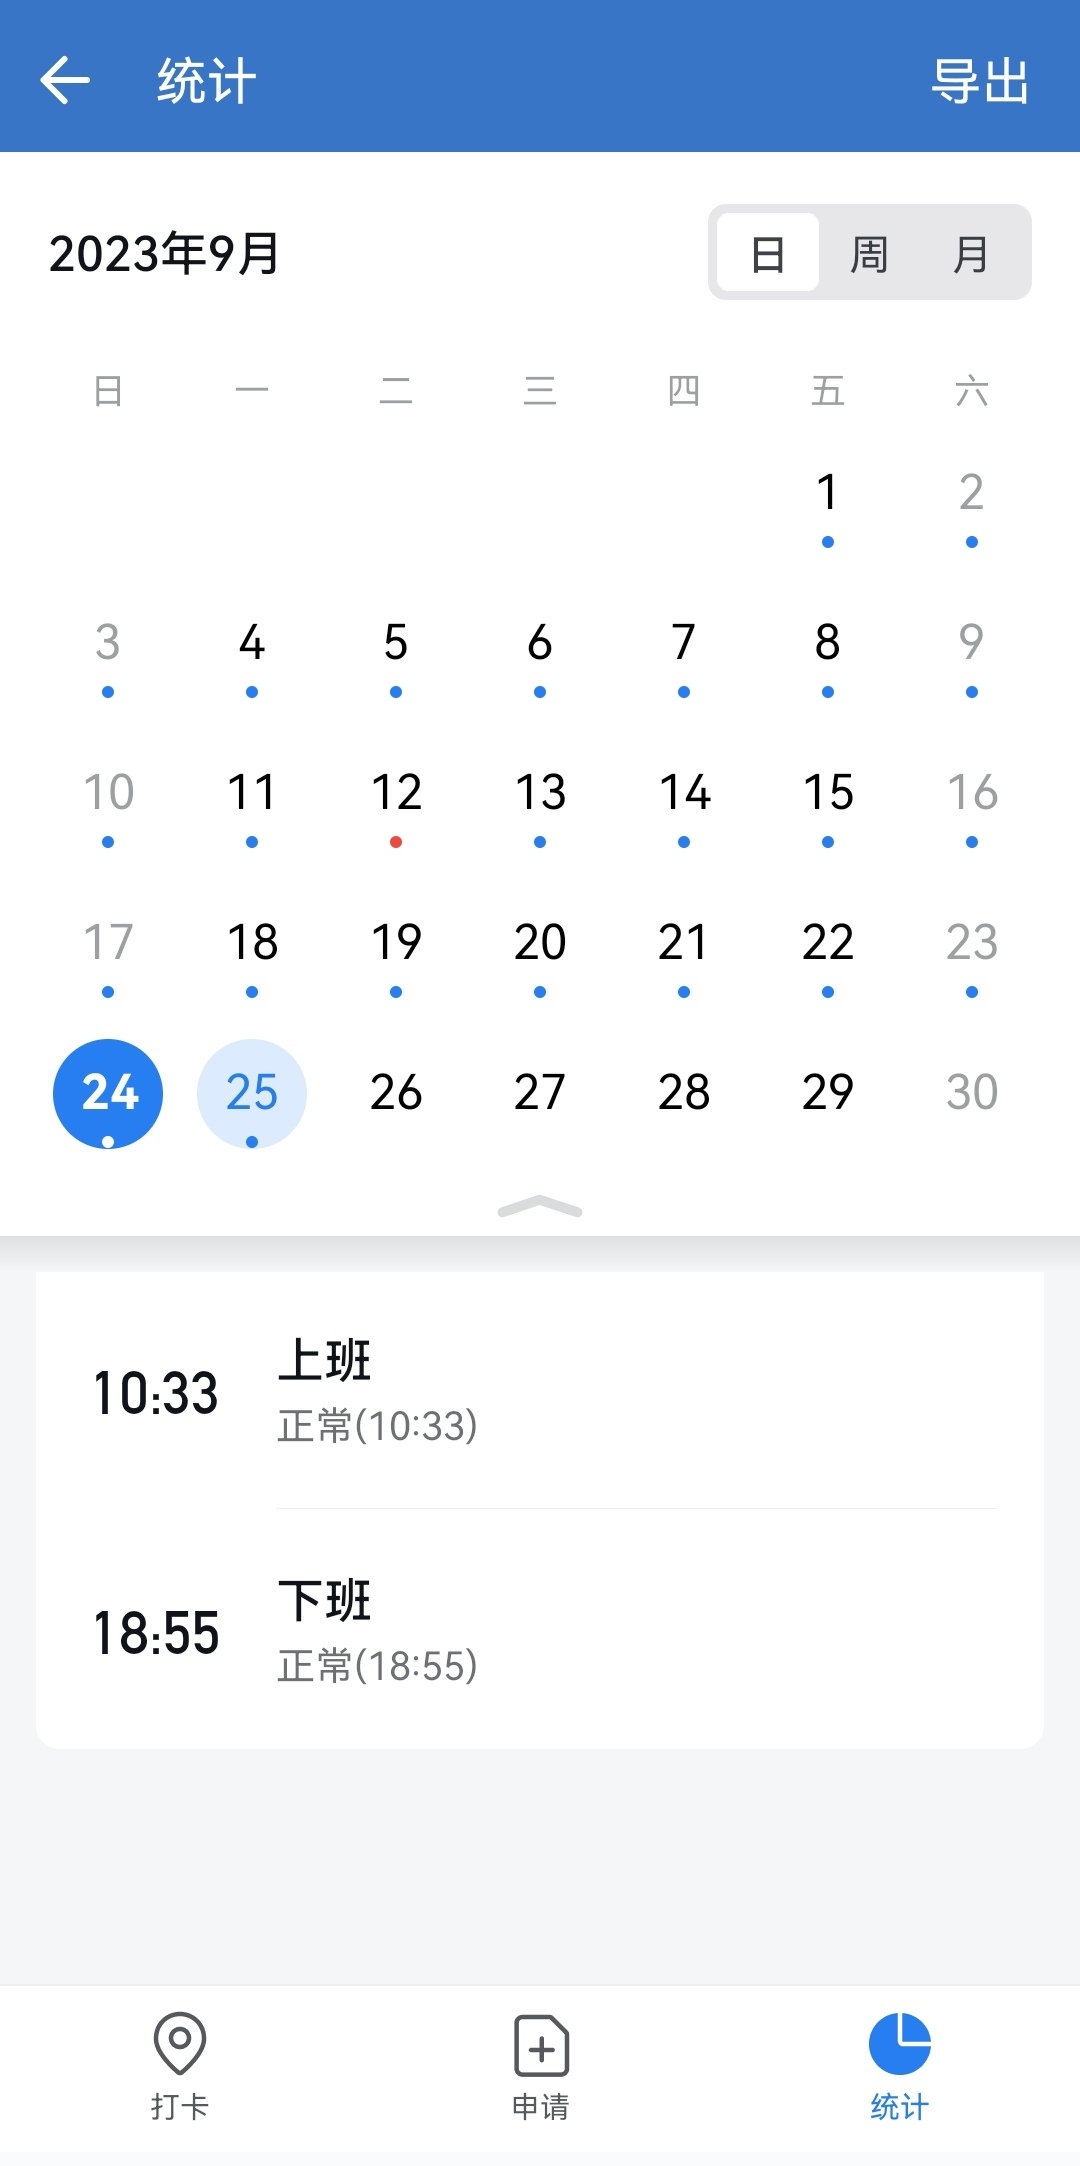 统计 导出
2023年9月 日 周 月
日 一 二 三 四 五 六
1 2
3 4 5 6 7 8 9
10 11 12 13 14 15 16
17 18 19 20 21 22 23
24 25 26 27 28 29 30
10:33 上班
正常(10:33)
18:55 下班
正常(18:55)
打卡 申请 统计